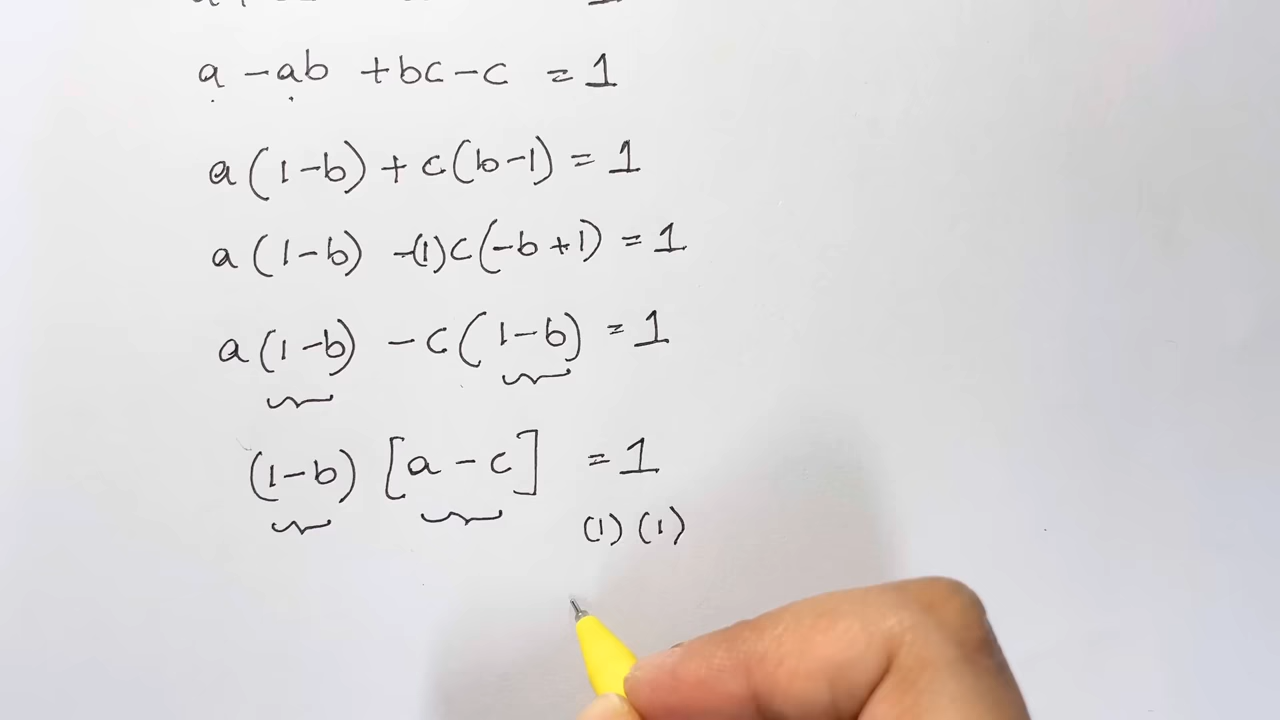 a - ab + bc - c = 1
a (1-b) + c(b-1) = 1
a (1-b) -(1)c(-b+1) = 1
a (1-b) - c (1-b) = 1
(1-b) [a - c] = 1
(1) (1)